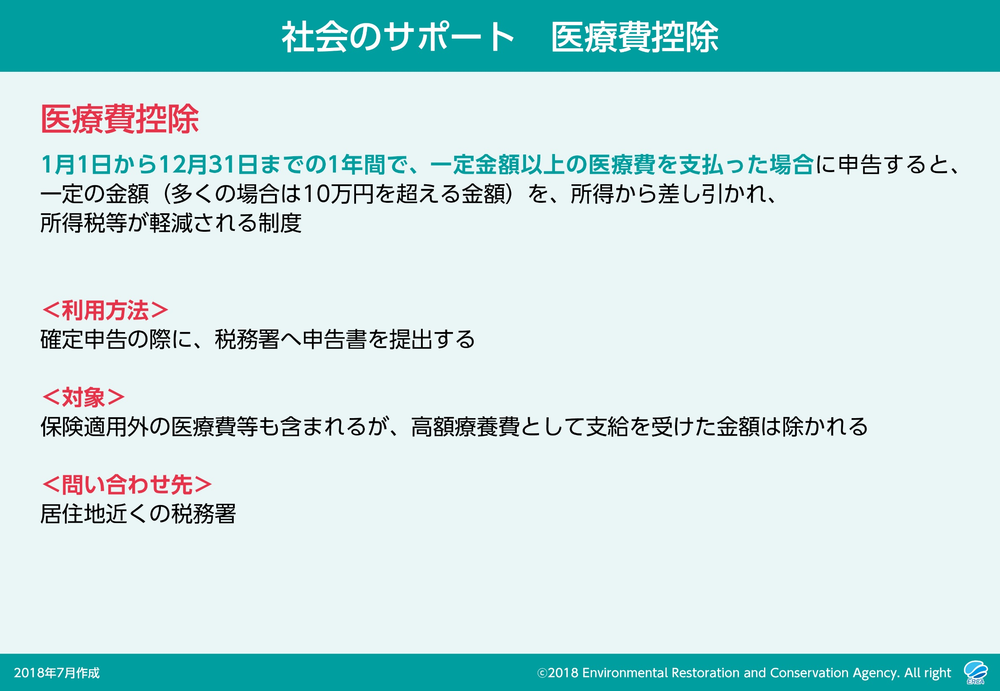 社会のサポート　医療費控除
医療費控除
1月1日から12月31日までの1年間で、一定金額以上の医療費を支払った場合に申告すると、
一定の金額（多くの場合は10万円を超える金額）を、所得から差し引かれ、
所得税等が軽減される制度
＜利用方法＞
確定申告の際に、税務署へ申告書を提出する
＜対象＞
保険適用外の医療費等も含まれるが、高額療養費として支給を受けた金額は除かれる
＜問い合わせ先＞
居住地近くの税務署
2018年7月作成
©2018 Environmental Restoration and Conservation Agency. All right
ERCA